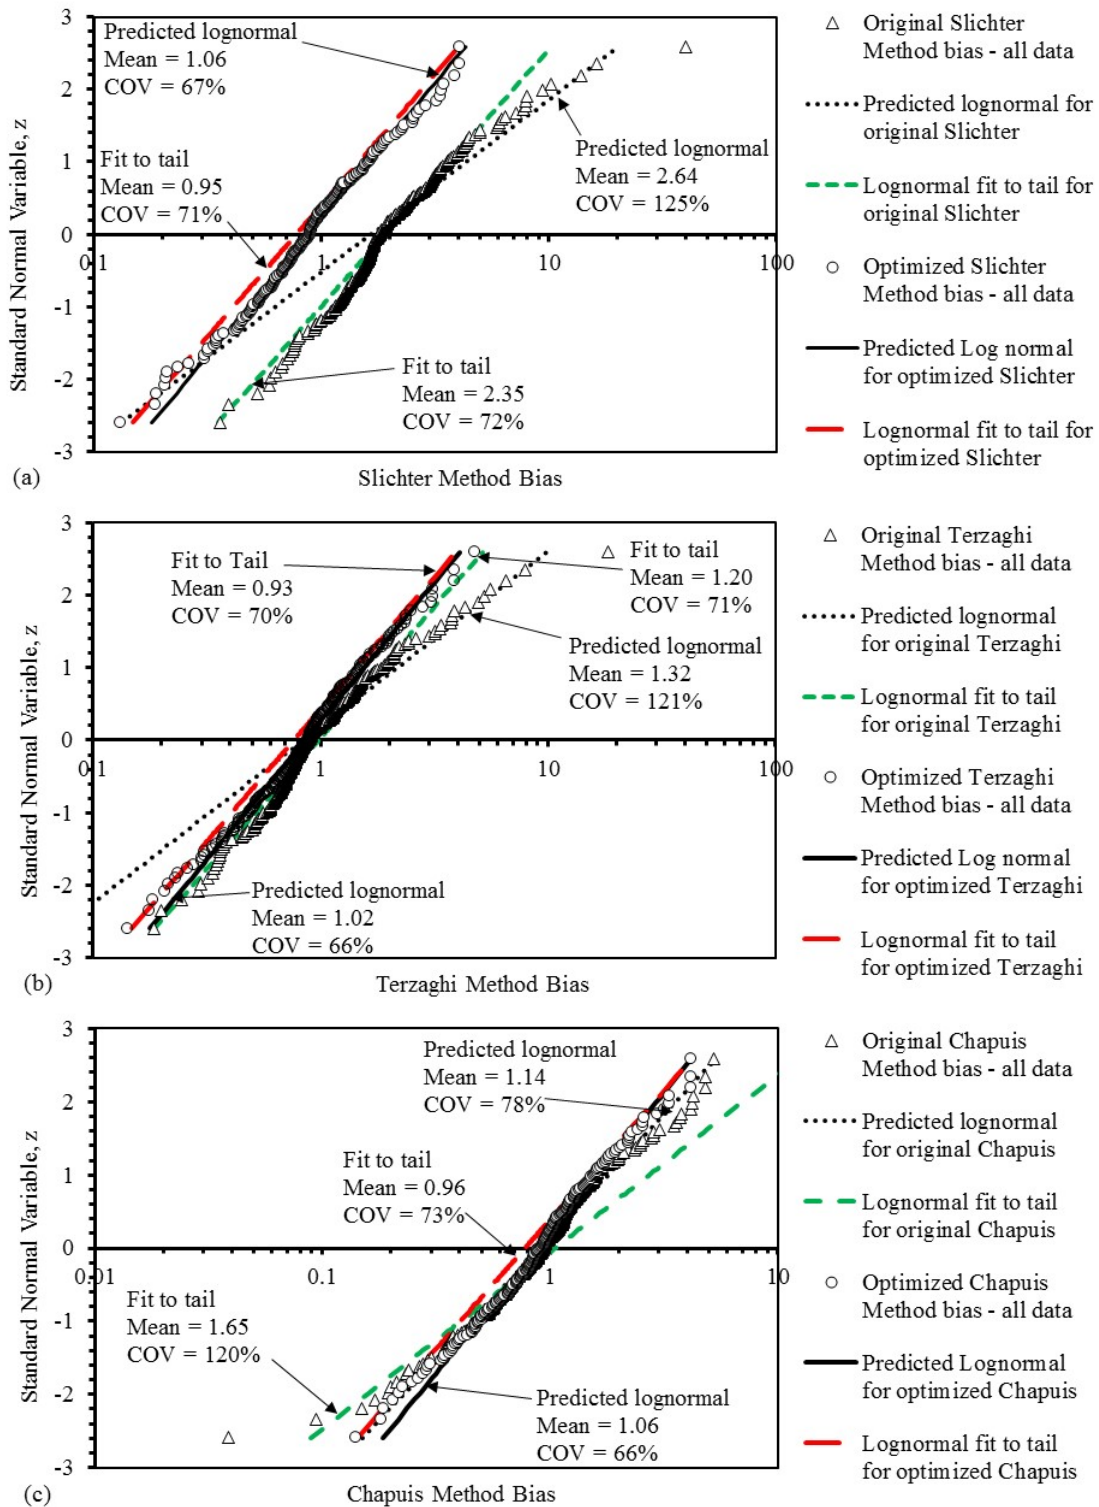 3
2
1
0
-1
-2
-3
Standard Normal Variable, z
0.1
1
10
100
Predicted lognormal
Mean = 1.06
COV = 67%
Fit to tail
Mean = 0.95
COV = 71%
Predicted lognormal
Mean = 2.64
COV = 125%
Fit to tail
Mean = 2.35
COV = 72%
(a)
Slichter Method Bias
Original Slichter
Method bias - all data
Predicted lognormal for
original Slichter
Lognormal fit to tail for
original Slichter
Optimized Slichter
Method bias - all data
Predicted Log normal
for optimized Slichter
Lognormal fit to tail for
optimized Slichter
3
2
1
0
-1
-2
-3
Standard Normal Variable, z
0.1
1
10
100
Fit to Tail
Mean = 0.93
COV = 70%
Fit to tail
Mean = 1.20
COV = 71%
Predicted lognormal
Mean = 1.32
COV = 121%
Predicted lognormal
Mean = 1.02
COV = 66%
(b)
Terzaghi Method Bias
Original Terzaghi
Method bias - all data
Predicted lognormal
for original Terzaghi
Lognormal fit to tail
for original Terzaghi
Optimized Terzaghi
Method bias - all data
Predicted Log normal
for optimized Terzaghi
Lognormal fit to tail
for optimized Terzaghi
3
2
1
0
-1
-2
-3
Standard Normal Variable, z
0.01
0.1
1
10
Predicted lognormal
Mean = 1.14
COV = 78%
Fit to tail
Mean = 0.96
COV = 73%
Fit to tail
Mean = 1.65
COV = 120%
Predicted lognormal
Mean = 1.06
COV = 66%
(c)
Chapuis Method Bias
Original Chapuis
Method bias - all data
Predicted lognormal
for original Chapuis
Lognormal fit to tail
for original Chapuis
Optimized Chapuis
Method bias - all data
Predicted Lognormal
for optimized Chapuis
Lognormal fit to tail
for optimized Chapuis